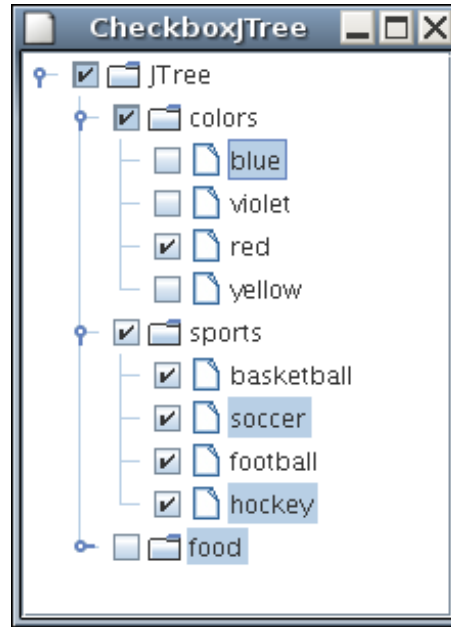 CheckboxJTree
JTree
colors
blue
violet
red
yellow
sports
basketball
soccer
football
hockey
food